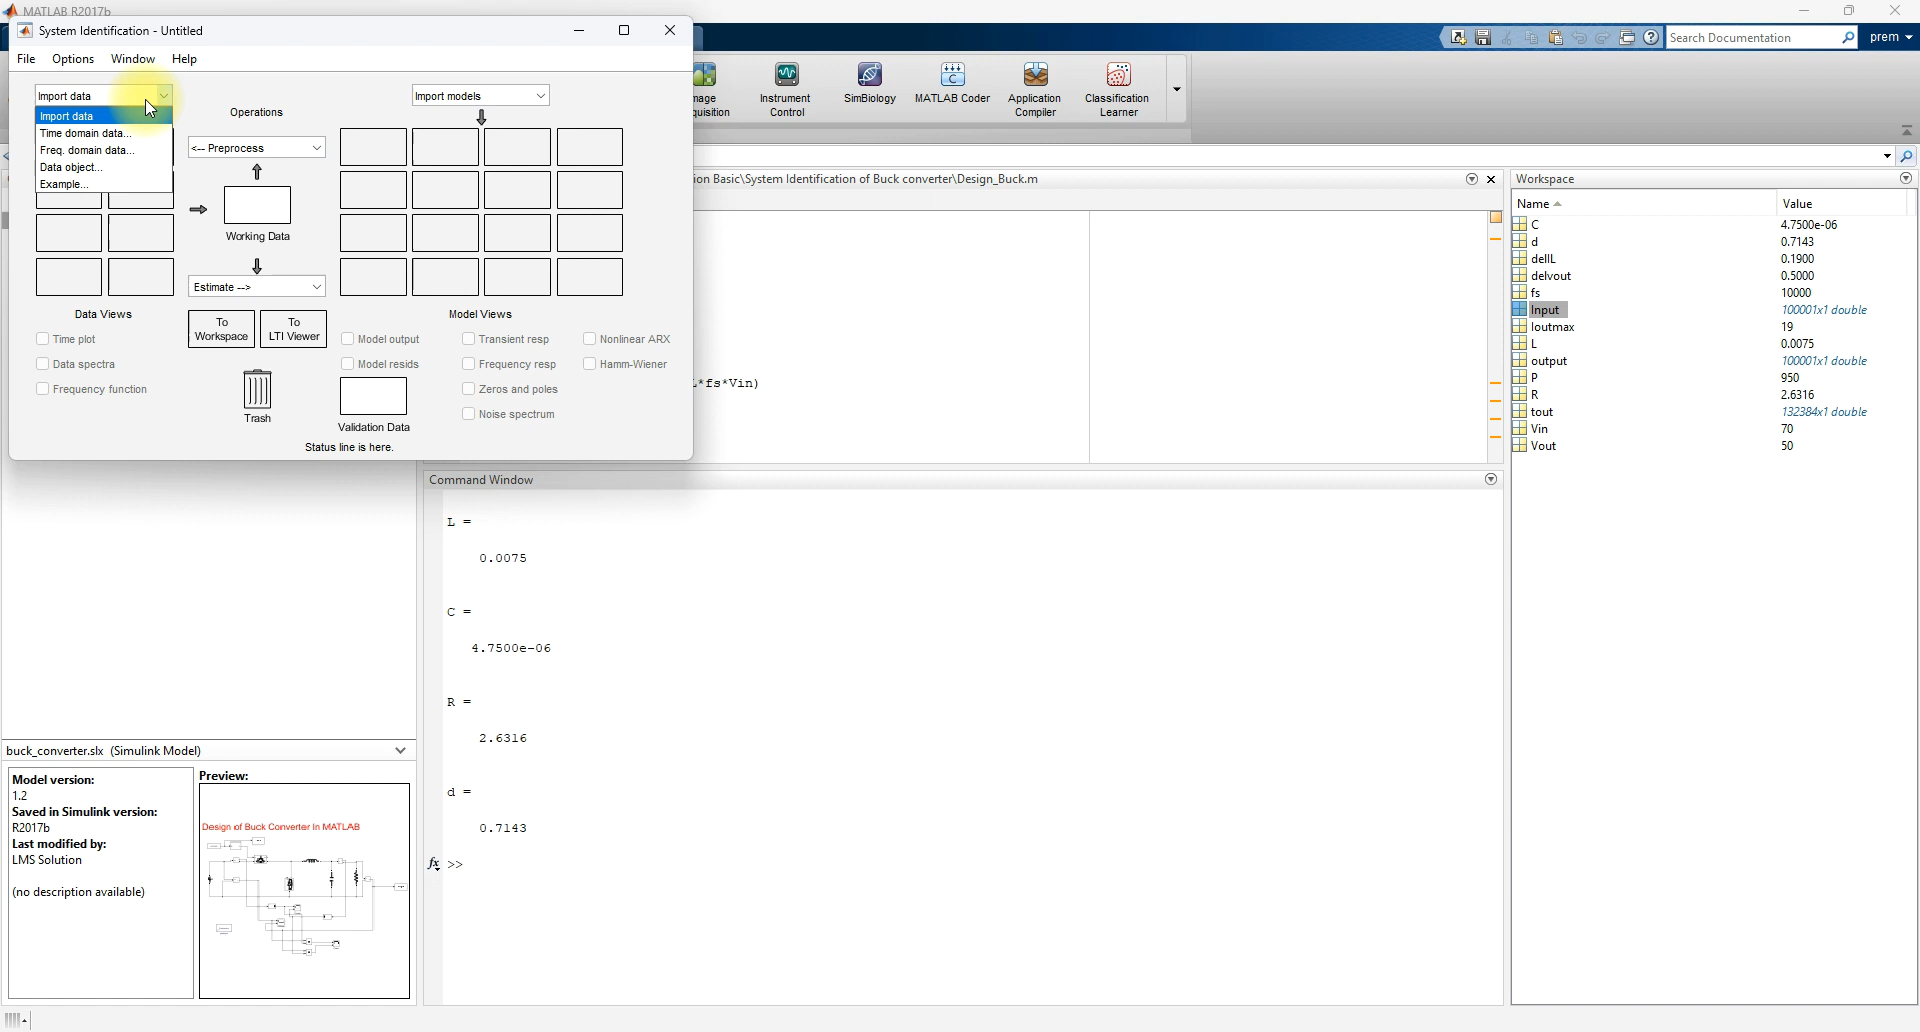 MATLAB R2017b
System Identification - Untitled
File Options Window Help
Search Documentation
prem
Import data
Import data
Time domain data...
Freq. domain data...
Data object...
Example...
Operations
<-- Preprocess
Working Data
Estimate -->
To Workspace
To LTI Viewer
Trash
Import models
Data Views
Time plot
Data spectra
Frequency function
Model Views
Model output
Transient resp
Nonlinear ARX
Model resids
Frequency resp
Hamm-Wiener
Zeros and poles
Noise spectrum
Validation Data
Status line is here.
Instrument Control
SimBiology
MATLAB Coder
Application Compiler
Classification Learner
ion Basic\System Identification of Buck converter\Design_Buck.m
L*fs*Vin)
Command Window
L =
0.0075
C =
4.7500e-06
R =
2.6316
d =
0.7143
fx >>
Workspace
Name Value
C 4.7500e-06
d 0.7143
dellL 0.1900
delvout 0.5000
fs 10000
Input 100001x1 double
Ioutmax 19
L 0.0075
output 100001x1 double
P 950
R 2.6316
tout 132384x1 double
Vin 70
Vout 50
buck_converter.slx (Simulink Model)
Model version:
1.2
Saved in Simulink version:
R2017b
Last modified by:
LMS Solution
(no description available)
Preview:
Design of Buck Converter In MATLAB